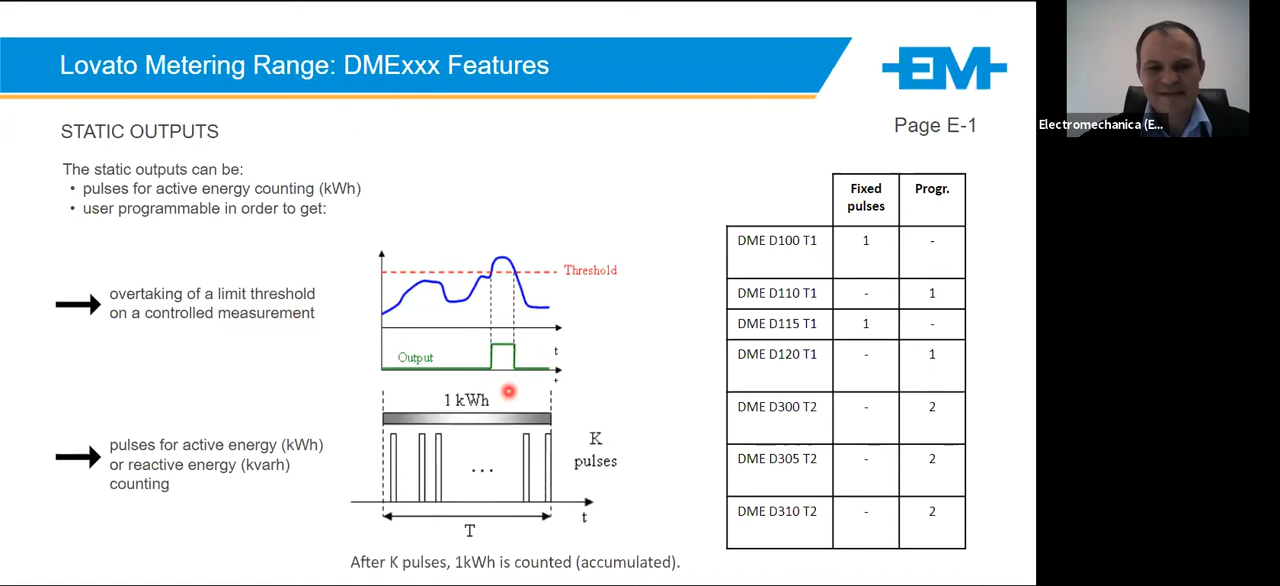 Lovato Metering Range: DMExxx Features
EM
Page E-1
Electromechanica (E...
STATIC OUTPUTS
The static outputs can be:
• pulses for active energy counting (kWh)
• user programmable in order to get:
overtaking of a limit threshold
on a controlled measurement
Threshold
Output
t
t
1 kWh
pulses for active energy (kWh)
or reactive energy (kvarh)
counting
...
K
pulses
T
t
After K pulses, 1kWh is counted (accumulated).
Fixed pulses Progr.
DME D100 T1 1 -
DME D110 T1 - 1
DME D115 T1 1 -
DME D120 T1 - 1
DME D300 T2 - 2
DME D305 T2 - 2
DME D310 T2 - 2